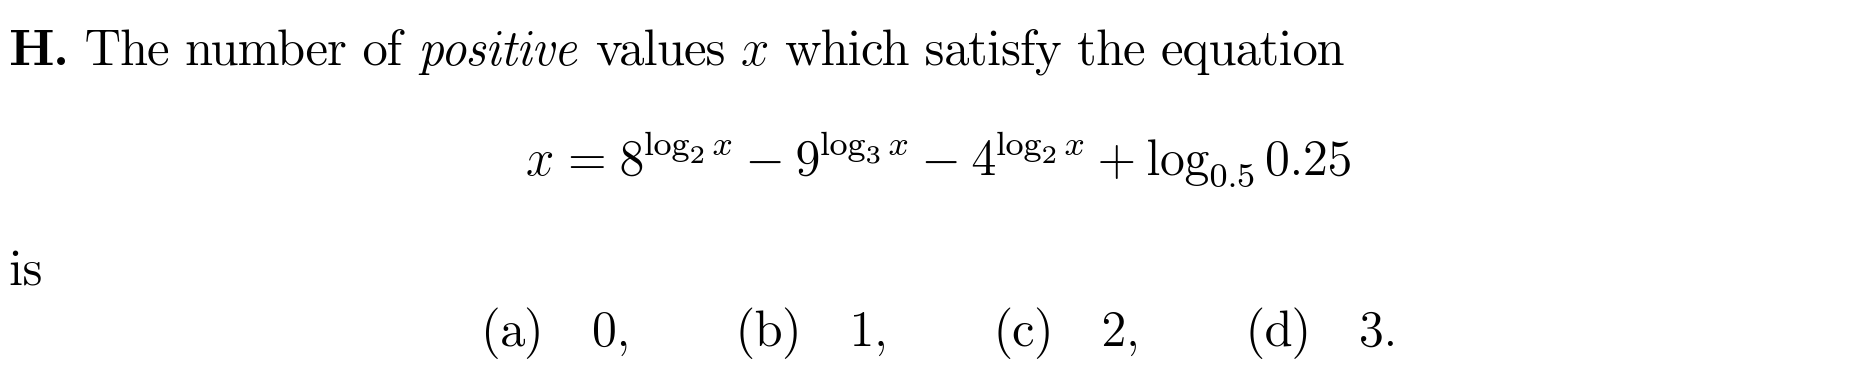 H. The number of positive values x which satisfy the equation
x = 8^{log_2 x} − 9^{log_3 x} − 4^{log_2 x} + log_{0.5} 0.25
is
(a) 0, (b) 1, (c) 2, (d) 3.